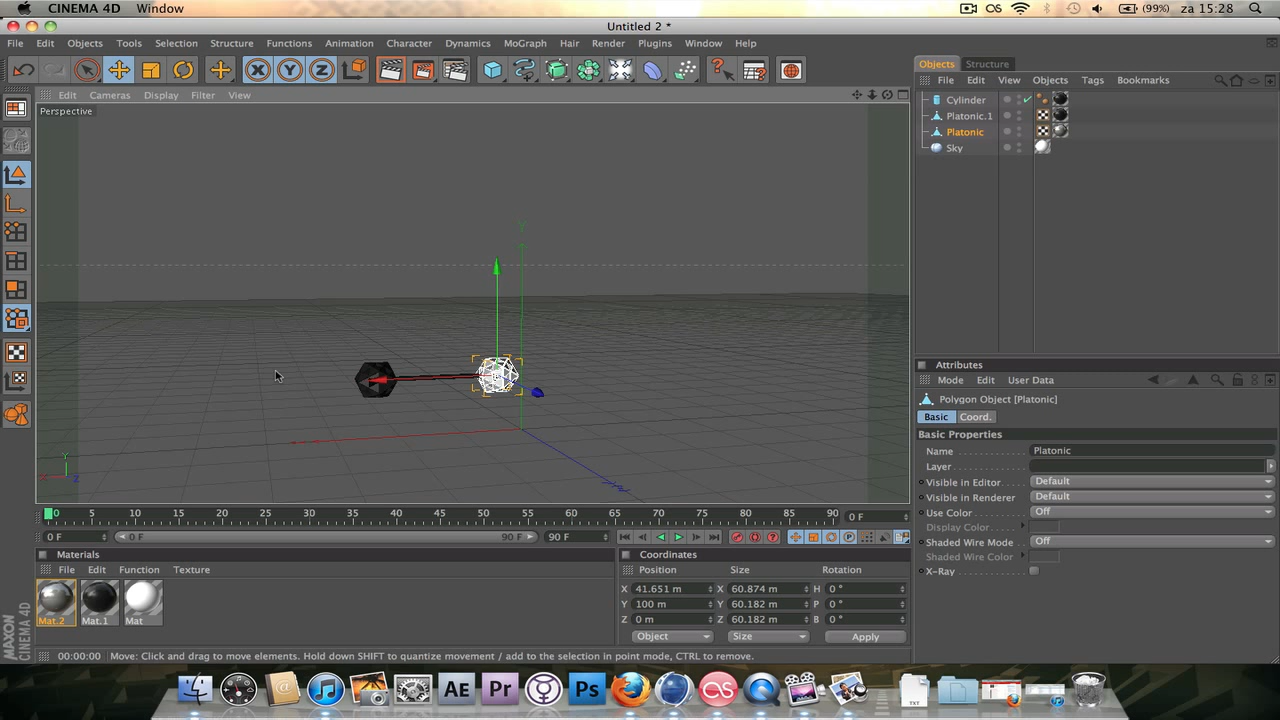 CINEMA 4D Window (99%) za 15:28
Untitled 2 *
File Edit Objects Tools Selection Structure Functions Animation Character Dynamics MoGraph Hair Render Plugins Window Help
X Y Z
Objects Structure
File Edit View Objects Tags Bookmarks
Edit Cameras Display Filter View
Perspective
Cylinder
Platonic.1
Platonic
Sky
Y
Y
X Z
Attributes
Mode Edit User Data
Polygon Object [Platonic]
Basic Coord.
Basic Properties
Name Platonic
Layer
Visible in Editor Default
Visible in Renderer Default
Use Color Off
Display Color
Shaded Wire Mode Off
Shaded Wire Color
X-Ray
0 5 10 15 20 25 30 35 40 45 50 55 60 65 70 75 80 85 90 0 F
0 F 0 F 90 F 90 F
Materials
File Edit Function Texture
Mat.2 Mat.1 Mat
Coordinates
Position Size Rotation
X 41.651 m X 60.874 m H 0 °
Y 100 m Y 60.182 m P 0 °
Z 0 m Z 60.182 m B 0 °
Object Size Apply
MAXON
CINEMA 4D
00:00:00 Move: Click and drag to move elements. Hold down SHIFT to quantize movement / add to the selection in point mode, CTRL to remove.
AE Pr Ps TXT